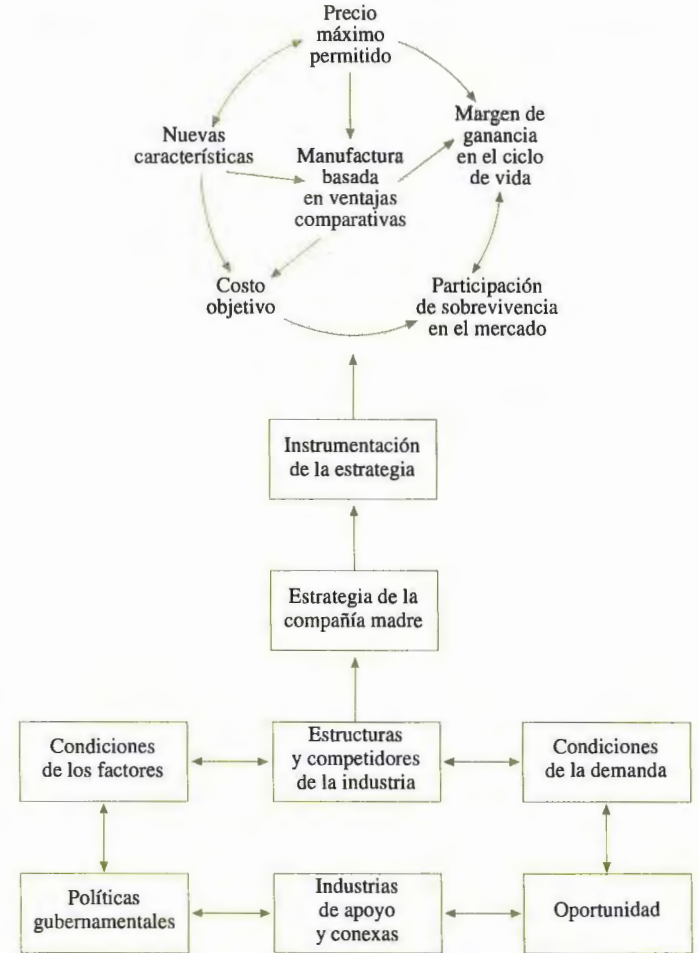 Precio
máximo
permitido
Nuevas
características
Manufactura
basada
en ventajas
comparativas
Margen de
ganancia
en el ciclo
de vida
Costo
objetivo
Participación
de sobrevivencia
en el mercado
Instrumentación
de la estrategia
Estrategia de la
compañía madre
Condiciones
de los factores
Estructuras
y competidores
de la industria
Condiciones
de la demanda
Políticas
gubernamentales
Industrias
de apoyo
y conexas
Oportunidad